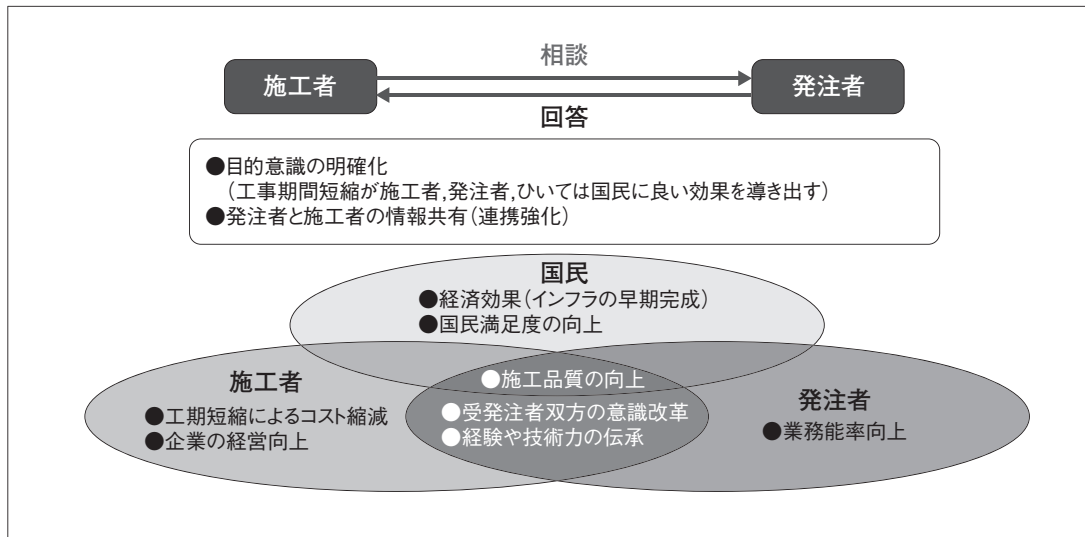 相談
施工者
発注者
回答
●目的意識の明確化
（工事期間短縮が施工者,発注者,ひいては国民に良い効果を導き出す）
●発注者と施工者の情報共有（連携強化）
国民
●経済効果（インフラの早期完成）
●国民満足度の向上
施工者
●工期短縮によるコスト縮減
●企業の経営向上
●施工品質の向上
●受発注者双方の意識改革
●経験や技術力の伝承
発注者
●業務能率向上